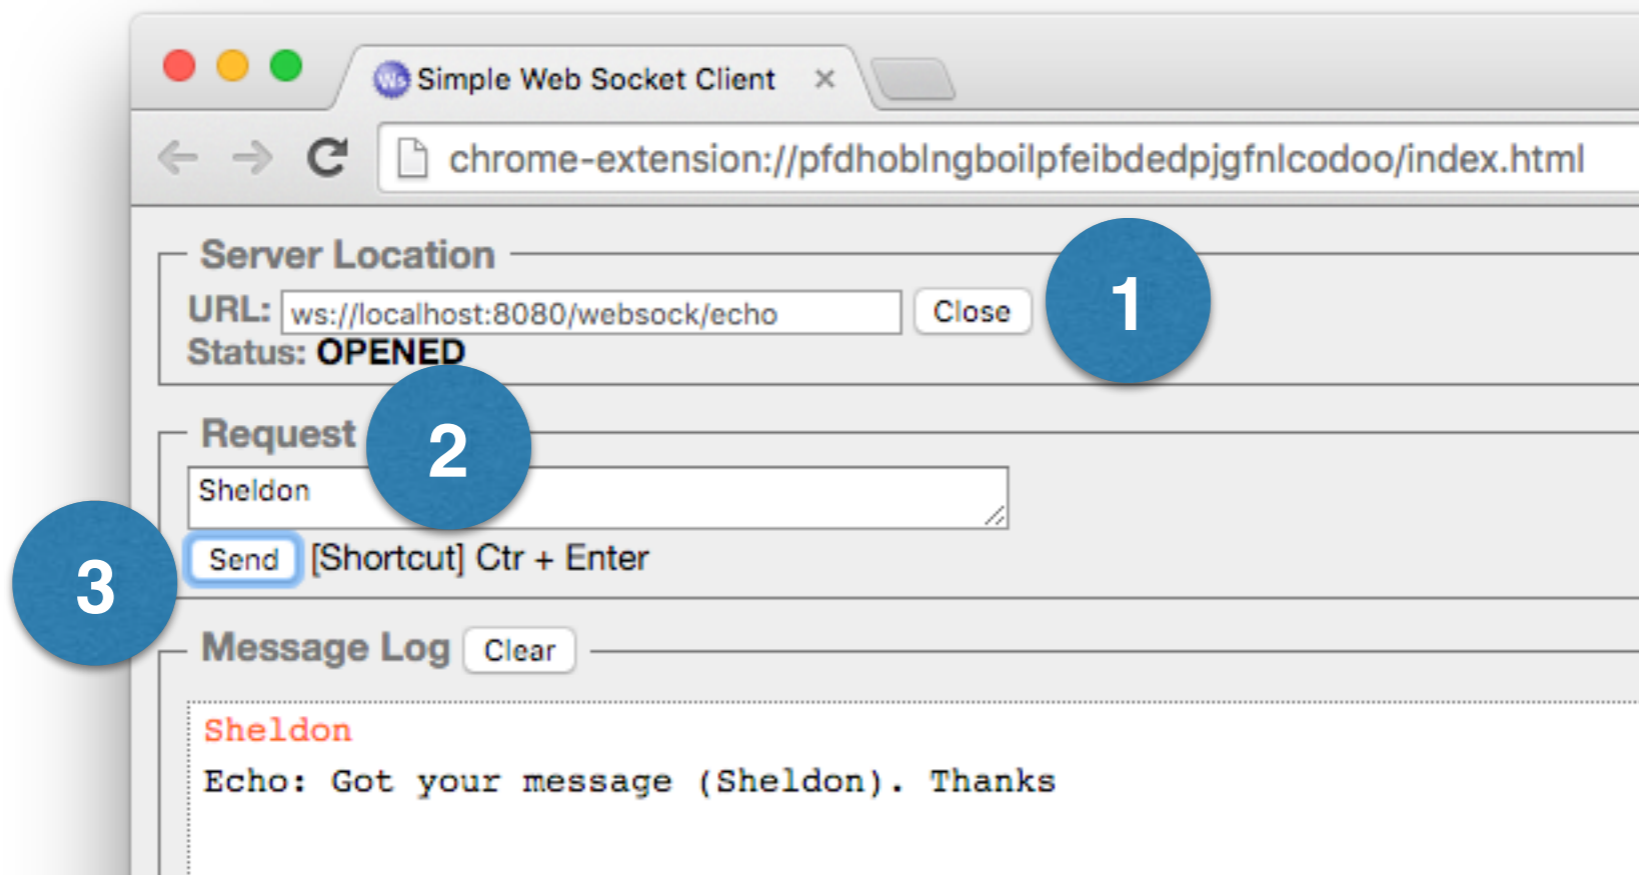 Ws Simple Web Socket Client ×
chrome-extension://pfdhoblngboilpfeibdedpjgfnlcodoo/index.html
Server Location
URL: ws://localhost:8080/websock/echo Close 1
Status: OPENED
Request 2
Sheldon
3 Send [Shortcut] Ctr + Enter
Message Log Clear
Sheldon
Echo: Got your message (Sheldon). Thanks